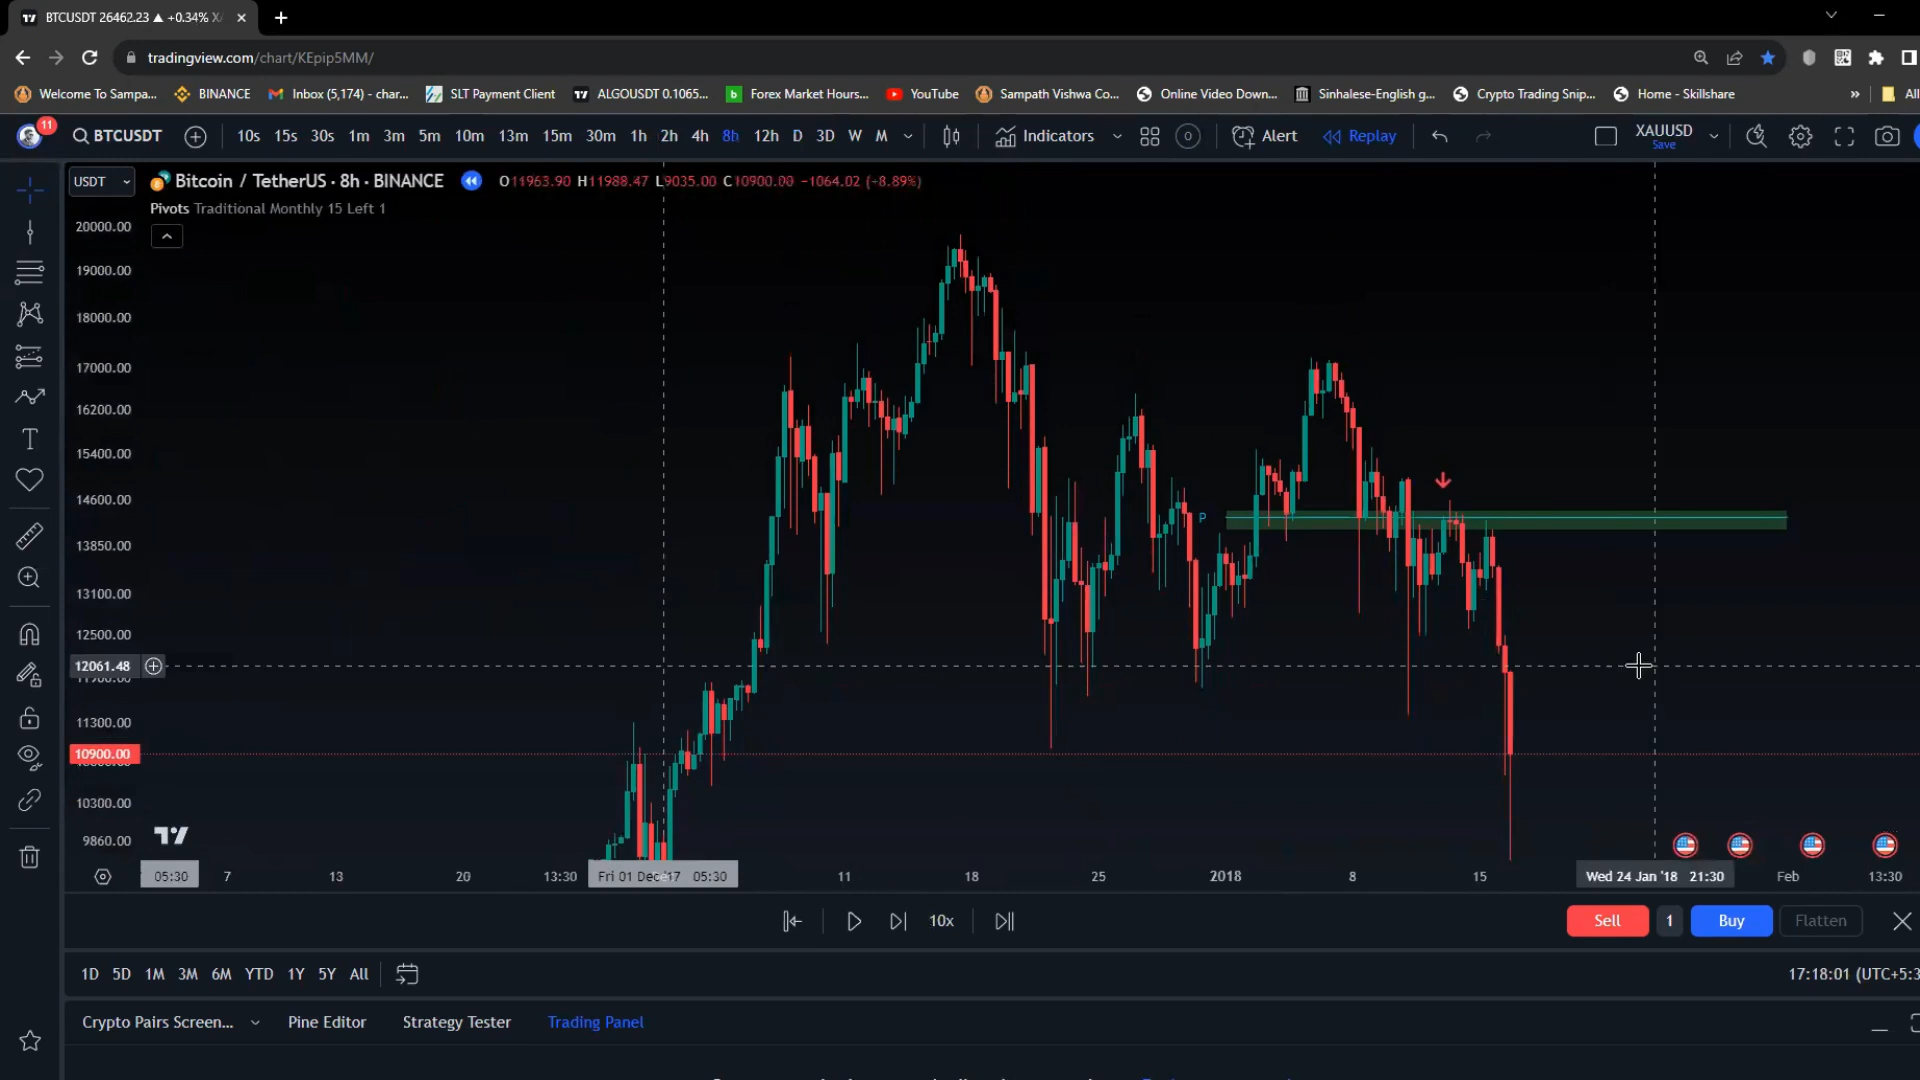 BTCUSDT 26462.23 ▲ +0.34%
tradingview.com/chart/KEpip5MM/
Welcome To Sampa... BINANCE Inbox (5,174) - char... SLT Payment Client ALGOUSDT 0.1065... Forex Market Hours... YouTube Sampath Vishwa Co... Online Video Down... Sinhalese-English g... Crypto Trading Snip... Home - Skillshare » All
11 BTCUSDT 10s 15s 30s 1m 3m 5m 10m 13m 15m 30m 1h 2h 4h 8h 12h D 3D W M Indicators Alert Replay XAUUSD
Save
USDT Bitcoin / TetherUS · 8h · BINANCE O11963.90 H11988.47 L9035.00 C10900.00 −1064.02 (−8.89%)
Pivots Traditional Monthly 15 Left 1
20000.00
19000.00
18000.00
17000.00
16200.00
15400.00
14600.00
P
13850.00
13100.00
12500.00
12061.48
11300.00
10900.00
10300.00
9860.00
05:30 7 13 20 13:30 Fri 01 Dec '17 05:30 11 18 25 2018 8 15 Wed 24 Jan '18 21:30 Feb 13:30
10x Sell 1 Buy Flatten
1D 5D 1M 3M 6M YTD 1Y 5Y All 17:18:01 (UTC+5:3
Crypto Pairs Screen... Pine Editor Strategy Tester Trading Panel